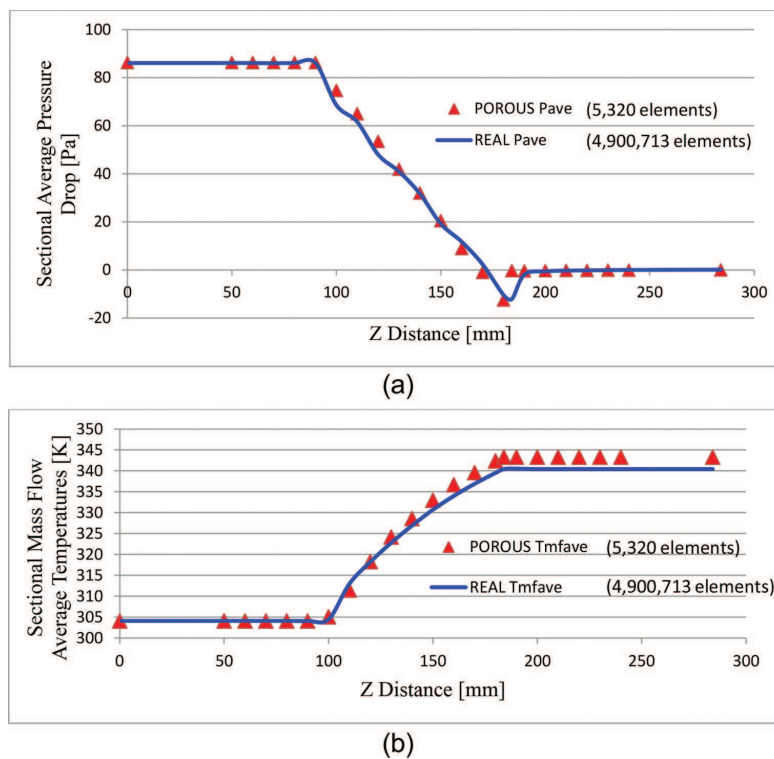 100
80
60
40
20
0
-20
Sectional Average Pressure
Drop [Pa]
POROUS Pave (5,320 elements)
REAL Pave (4,900,713 elements)
0 50 100 150 200 250 300
Z Distance [mm]
(a)
350
345
340
335
330
325
320
315
310
305
300
Sectional Mass Flow
Average Temperatures [K]
POROUS Tmfave (5,320 elements)
REAL Tmfave (4,900,713 elements)
0 50 100 150 200 250 300
Z Distance [mm]
(b)